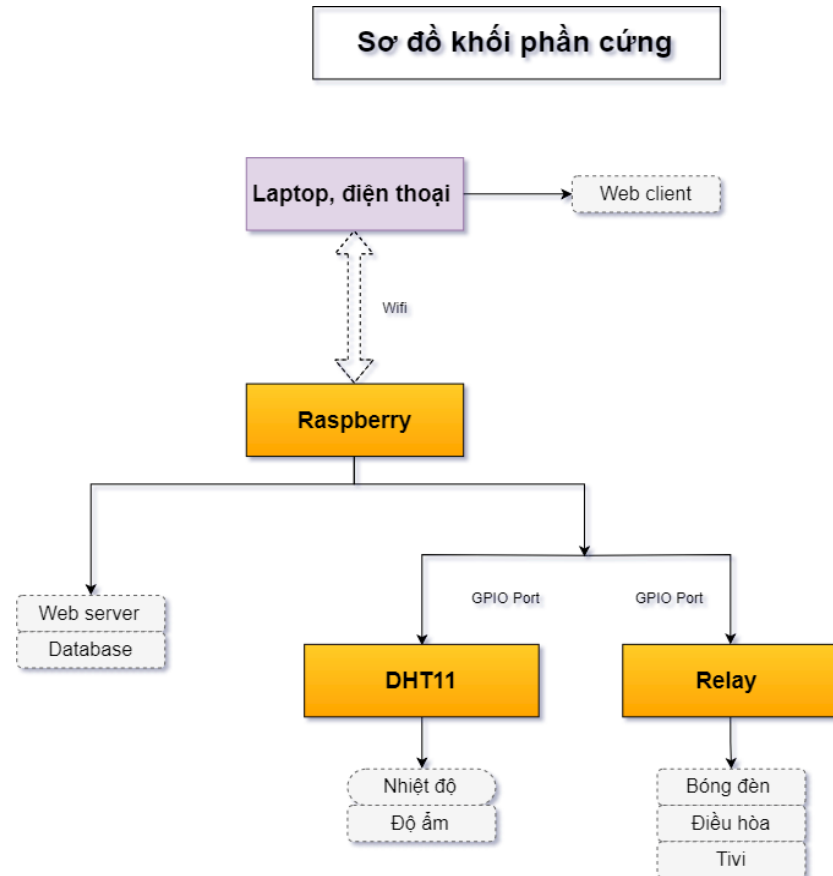 Sơ đồ khối phần cứng
Laptop, điện thoại
Web client
Wifi
Raspberry
Web server
Database
GPIO Port
GPIO Port
DHT11
Relay
Nhiệt độ
Độ ẩm
Bóng đèn
Điều hòa
Tivi